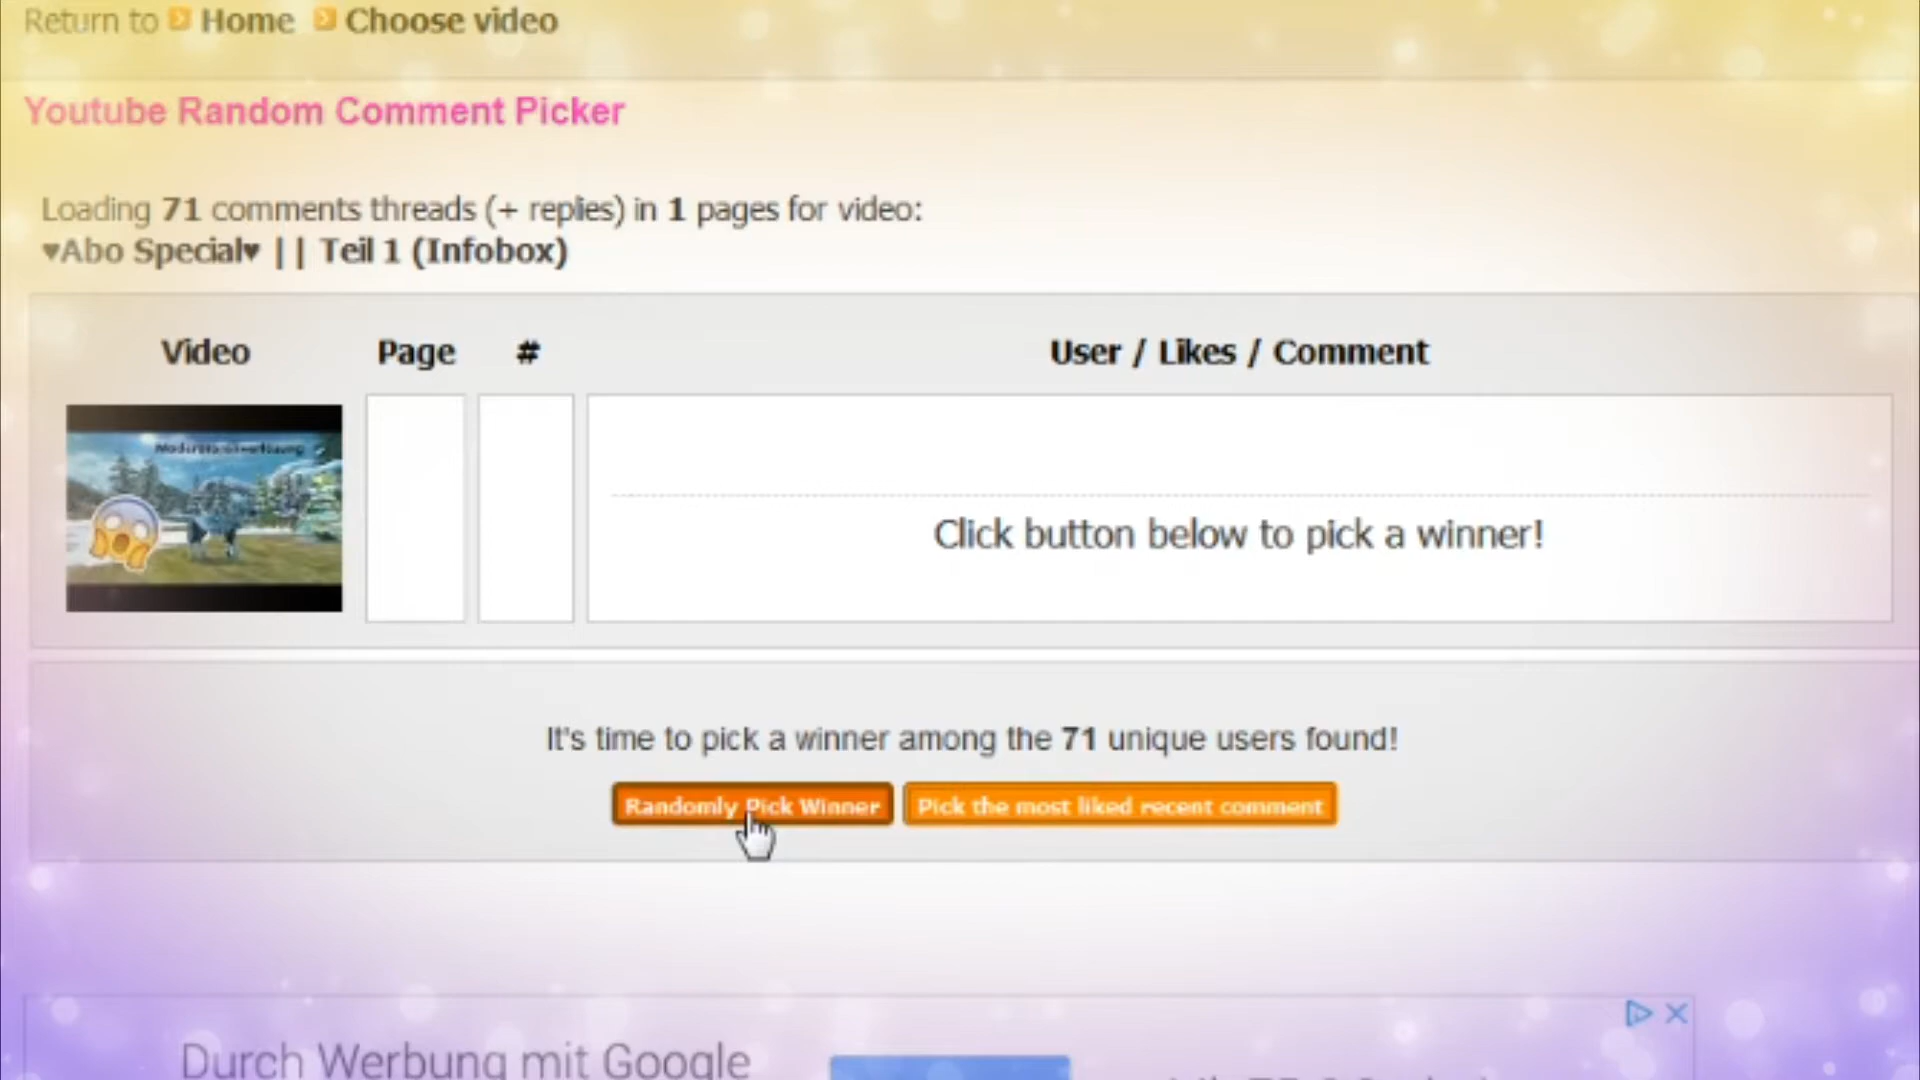 Return to Home Choose video
Youtube Random Comment Picker
Loading 71 comments threads (+ replies) in 1 pages for video:
♥Abo Special♥ || Teil 1 (Infobox)
Video Page # User / Likes / Comment
Click button below to pick a winner!
It's time to pick a winner among the 71 unique users found!
Randomly Pick Winner Pick the most liked recent comment
Durch Werbung mit Google